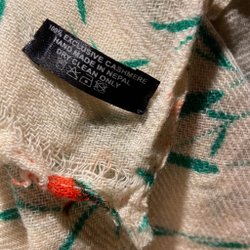 100% EXCLUSIVE CASHMERE
HAND MADE IN NEPAL
DRY CLEAN ONLY